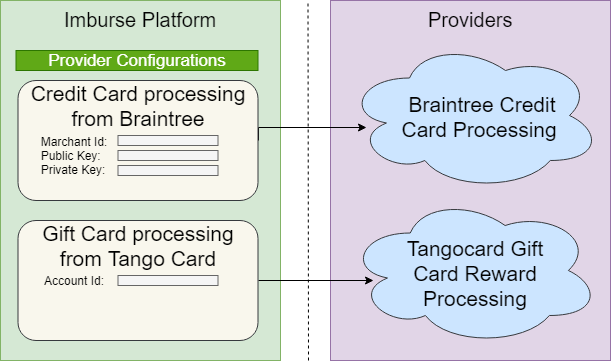 Imburse Platform
Provider Configurations
Credit Card processing
from Braintree
Marchant Id:
Public Key:
Private Key:
Gift Card processing
from Tango Card
Account Id:
Providers
Braintree Credit
Card Processing
Tangocard Gift
Card Reward
Processing